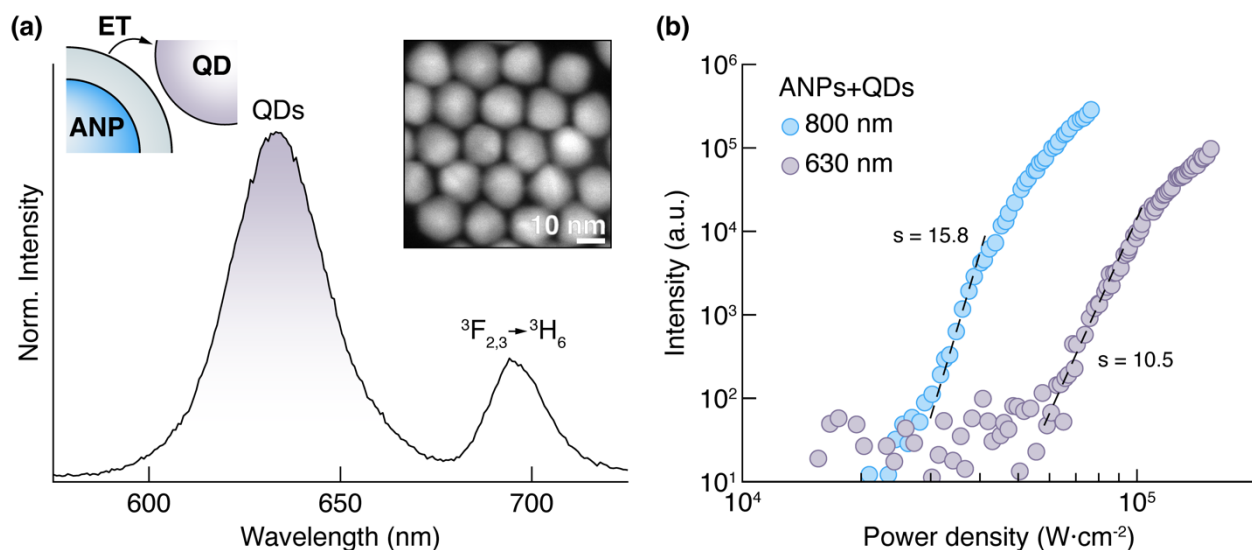 (a)
ET
QD
ANP
QDs
10 nm
³F₂,₃→³H₆
Norm. Intensity
600
650
700
Wavelength (nm)
(b)
10⁶
10⁵
10⁴
10³
10²
10¹
Intensity (a.u.)
ANPs+QDs
800 nm
630 nm
s = 15.8
s = 10.5
10⁴
10⁵
Power density (W·cm⁻²)